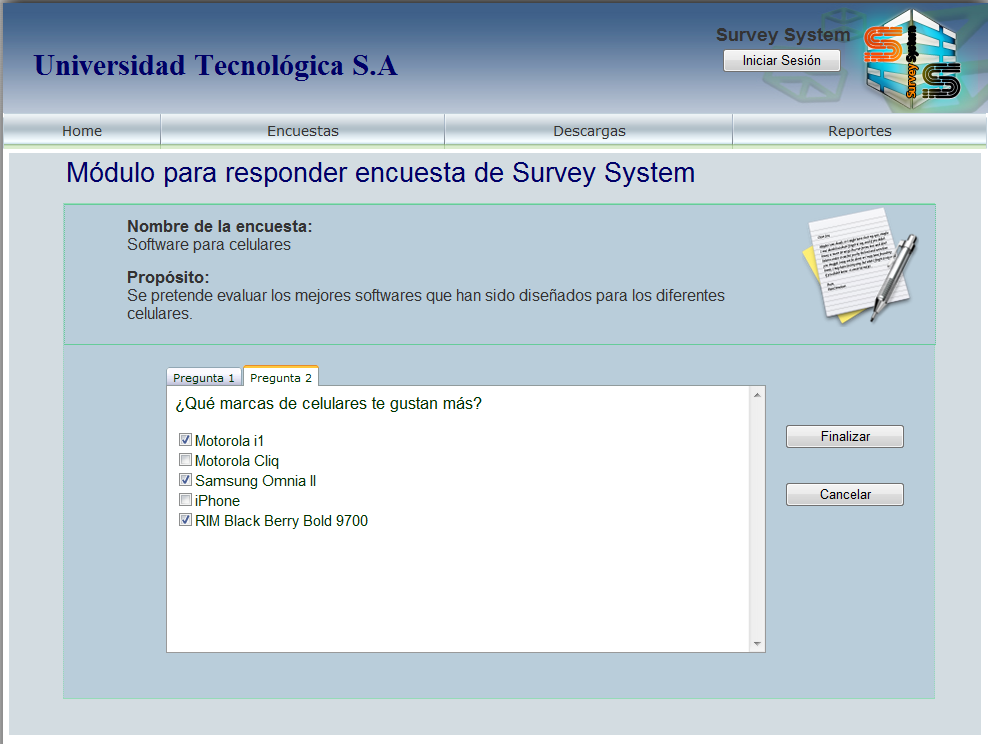 Universidad Tecnológica S.A
Survey System
Iniciar Sesión
Survey System
Home
Encuestas
Descargas
Reportes
Módulo para responder encuesta de Survey System
Nombre de la encuesta:
Software para celulares
Propósito:
Se pretende evaluar los mejores softwares que han sido diseñados para los diferentes
celulares.
Pregunta 1
Pregunta 2
¿Qué marcas de celulares te gustan más?
Motorola i1
Motorola Cliq
Samsung Omnia II
iPhone
RIM Black Berry Bold 9700
Finalizar
Cancelar